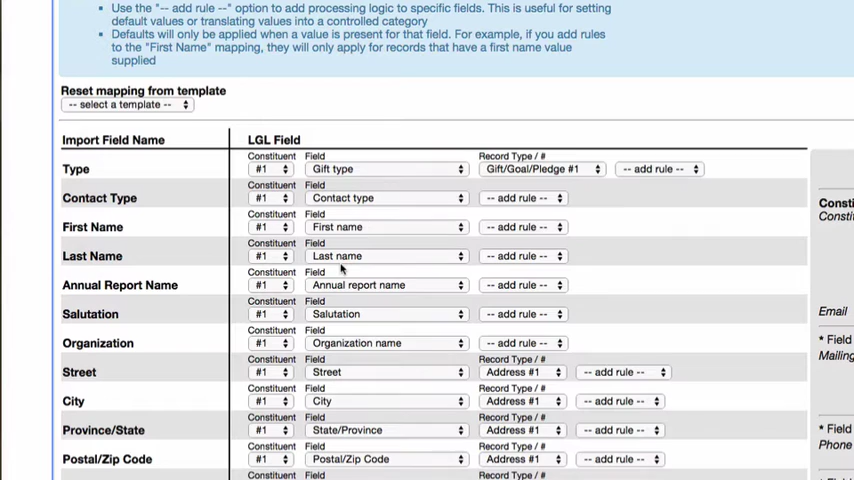 Use the "-- add rule --" option to add processing logic to specific fields. This is useful for setting
default values or translating values into a controlled category
Defaults will only be applied when a value is present for that field. For example, if you add rules
to the "First Name" mapping, they will only apply for records that have a first name value
supplied
Reset mapping from template
-- select a template --
Import Field Name LGL Field
Constituent Field Record Type / #
Type #1 Gift type Gift/Goal/Pledge #1 -- add rule --
Constituent Field
Contact Type #1 Contact type -- add rule --
Constituent Field
First Name #1 First name -- add rule --
Constituent Field
Last Name #1 Last name -- add rule --
Constituent Field
Annual Report Name #1 Annual report name -- add rule --
Constituent Field
Salutation #1 Salutation -- add rule --
Constituent Field
Organization #1 Organization name -- add rule --
Constituent Field Record Type / #
Street #1 Street Address #1 -- add rule --
Constituent Field Record Type / #
City #1 City Address #1 -- add rule --
Constituent Field Record Type / #
Province/State #1 State/Province Address #1 -- add rule --
Constituent Field Record Type / #
Postal/Zip Code #1 Postal/Zip Code Address #1 -- add rule --
Constituent Field Record Type / #
Consti
Constit
Email
* Field
Mailing
* Field
Phone